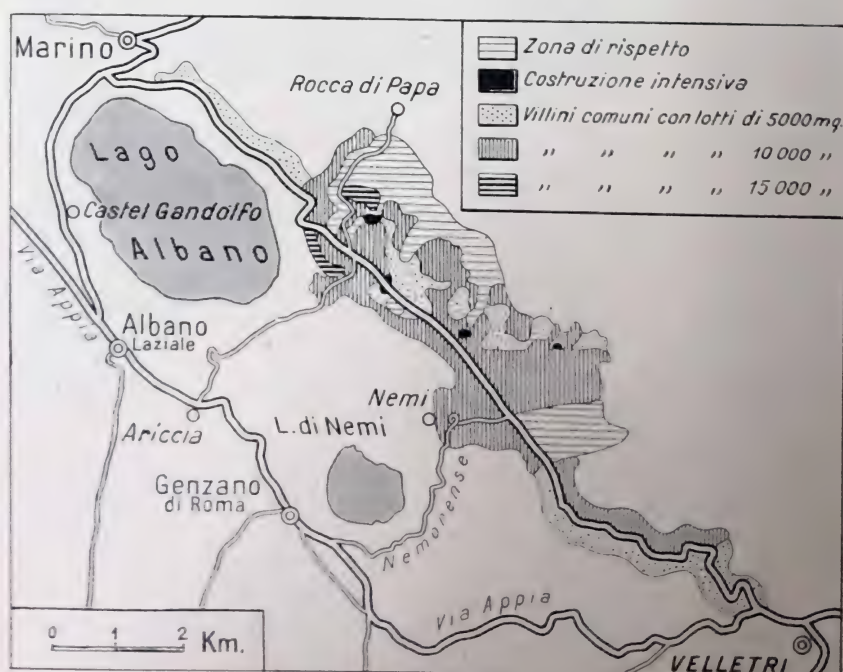 Marino
Rocca di Papa
Lago
Castel Gandolfo
Albano
Via Appia
Albano
Laziale
Ariccia
Nemi
L. di Nemi
Genzano
di Roma
Nemorense
Via Appia
VELLETRI
0 1 2 Km.
Zona di rispetto
Costruzione intensiva
Villini comuni con lotti di 5000 mq.
,, ,, ,, ,, 10 000 ,,
,, ,, ,, ,, 15 000 ,,